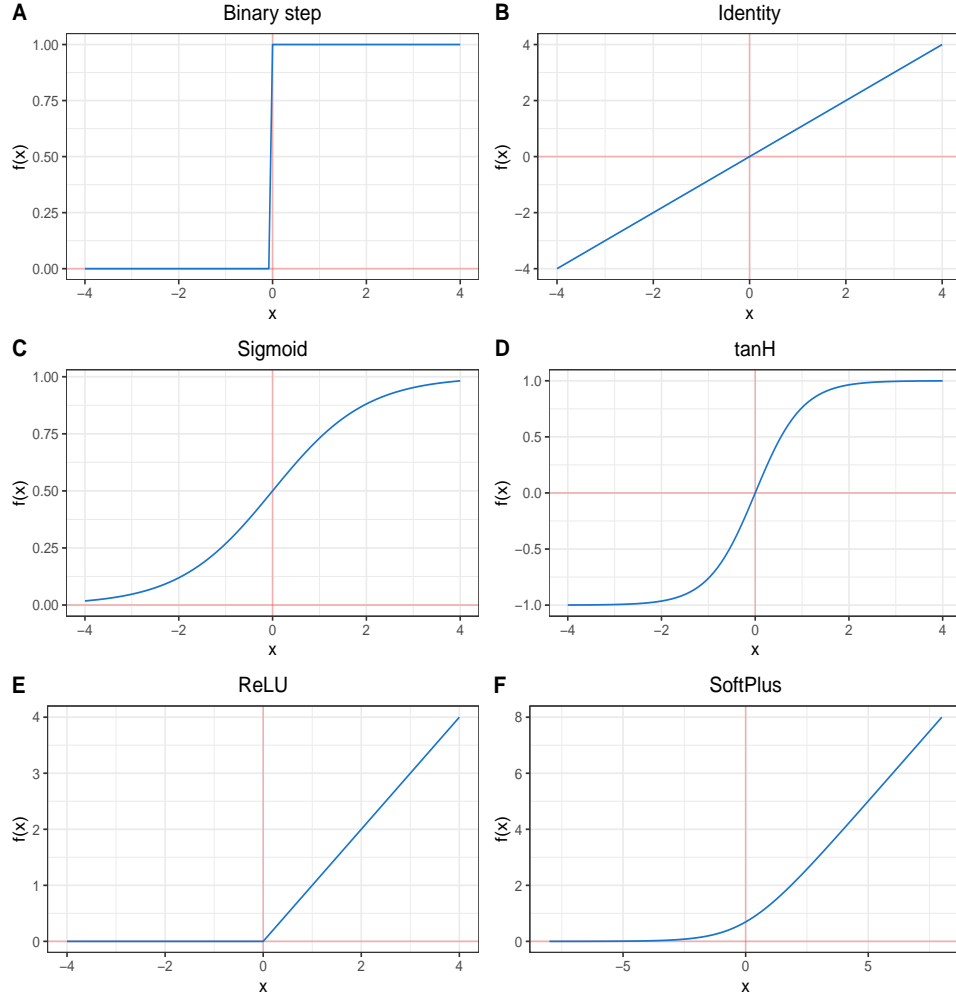 A
Binary step
1.00
0.75
0.50
0.25
0.00
f(x)
−4
−2
0
2
4
x
B
Identity
4
2
0
−2
−4
f(x)
−4
−2
0
2
4
x
C
Sigmoid
1.00
0.75
0.50
0.25
0.00
f(x)
−4
−2
0
2
4
x
D
tanH
1.0
0.5
0.0
−0.5
−1.0
f(x)
−4
−2
0
2
4
x
E
ReLU
4
3
2
1
0
f(x)
−4
−2
0
2
4
x
F
SoftPlus
8
6
4
2
0
f(x)
−5
0
5
x